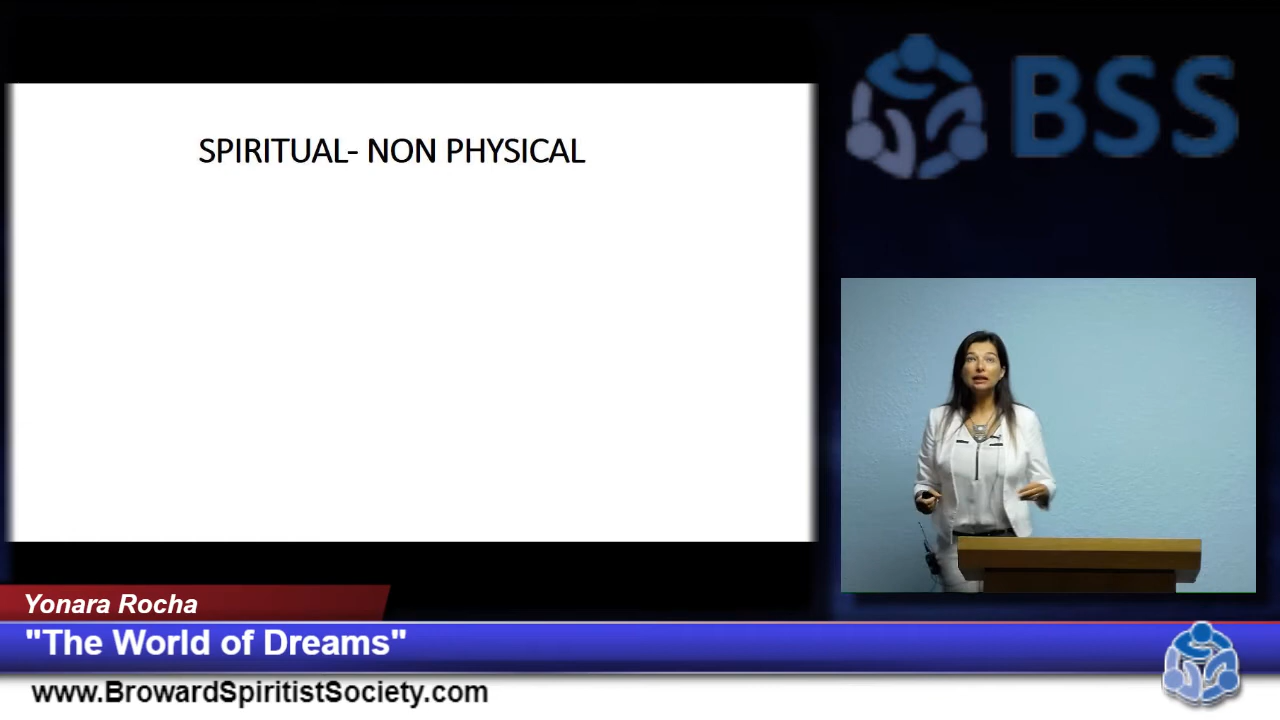 SPIRITUAL- NON PHYSICAL
BSS
Yonara Rocha
"The World of Dreams"
www.BrowardSpiritistSociety.com